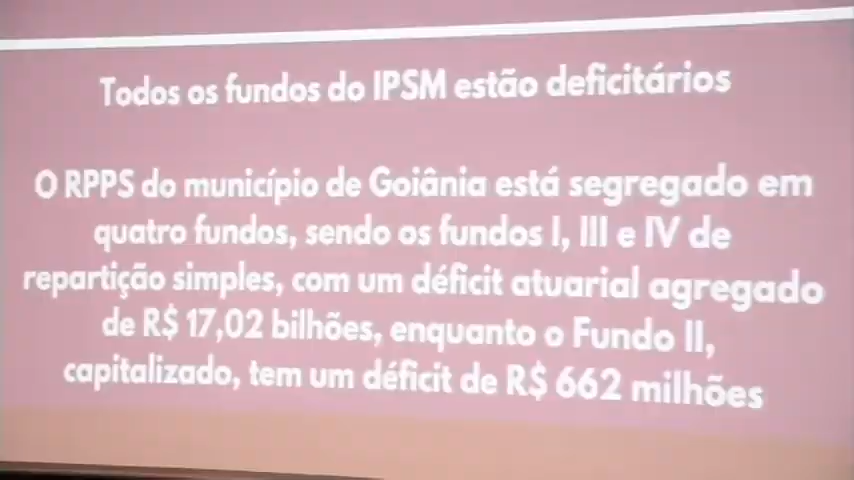 Todos os fundos do IPSM estão deficitários
O RPPS do município de Goiânia está segregado em
quatro fundos, sendo os fundos I, III e IV de
repartição simples, com um déficit atuarial agregado
de R$ 17,02 bilhões, enquanto o Fundo II,
capitalizado, tem um déficit de R$ 662 milhões